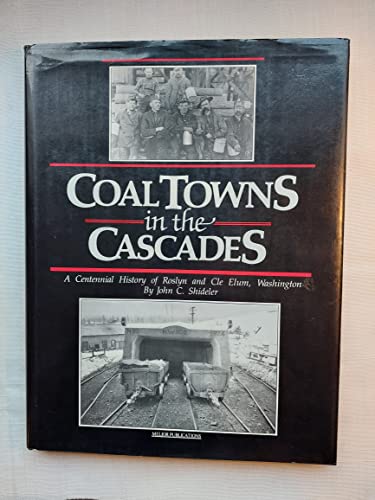 COAL TOWNS
in the
CASCADES
A Centennial History of Roslyn and Cle Elum, Washington
By John C. Shideler
MELIOR PUBLICATIONS